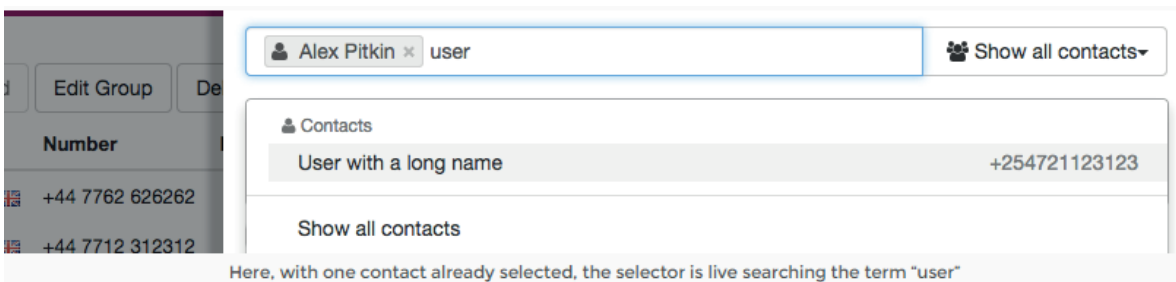 Alex Pitkin × user
Show all contacts
Edit Group
De
Contacts
Number
User with a long name
+254721123123
+44 7762 626262
Show all contacts
+44 7712 312312
Here, with one contact already selected, the selector is live searching the term “user”